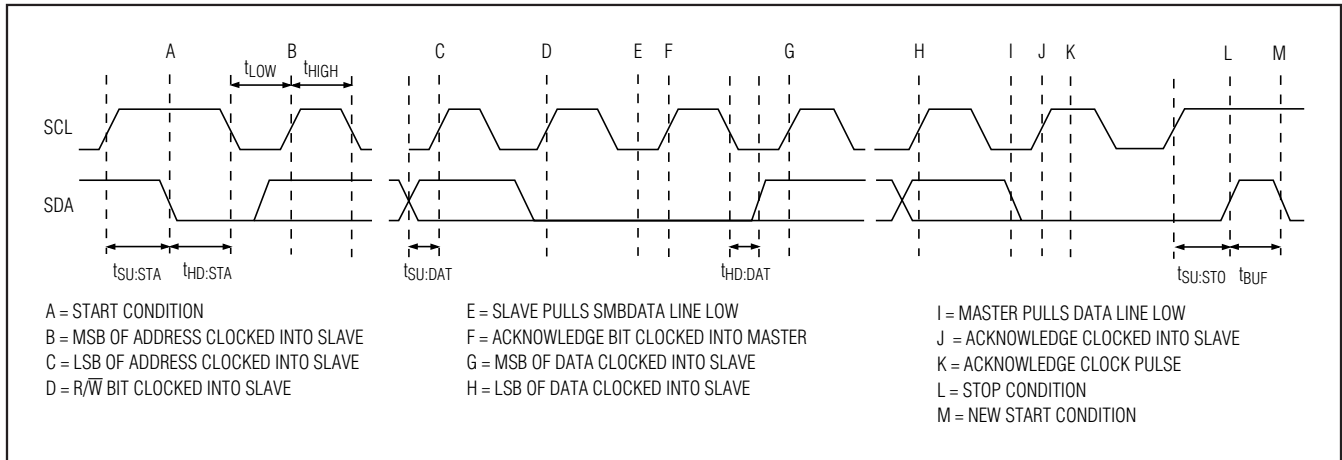 A B C D E F G H I J K L M
tLOW tHIGH
SCL
SDA
tSU:STA tHD:STA tSU:DAT tHD:DAT tSU:STO tBUF
A = START CONDITION
B = MSB OF ADDRESS CLOCKED INTO SLAVE
C = LSB OF ADDRESS CLOCKED INTO SLAVE
D = R/W̅ BIT CLOCKED INTO SLAVE
E = SLAVE PULLS SMBDATA LINE LOW
F = ACKNOWLEDGE BIT CLOCKED INTO MASTER
G = MSB OF DATA CLOCKED INTO SLAVE
H = LSB OF DATA CLOCKED INTO SLAVE
I = MASTER PULLS DATA LINE LOW
J = ACKNOWLEDGE CLOCKED INTO SLAVE
K = ACKNOWLEDGE CLOCK PULSE
L = STOP CONDITION
M = NEW START CONDITION